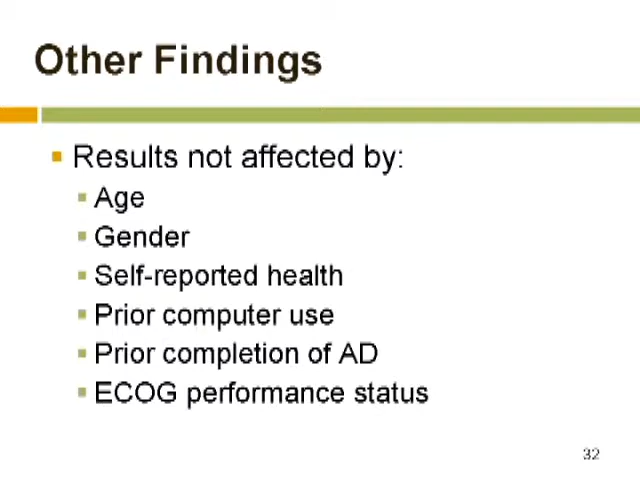 Other Findings
Results not affected by:
Age
Gender
Self-reported health
Prior computer use
Prior completion of AD
ECOG performance status
32